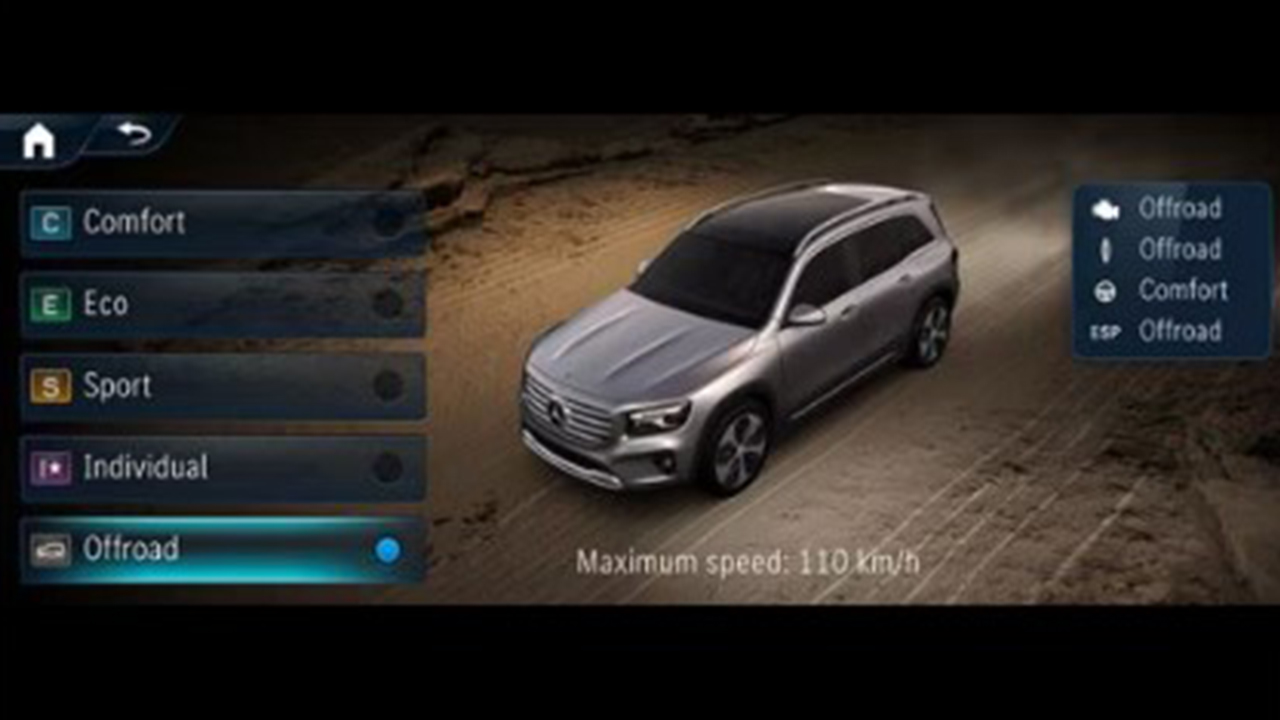 C Comfort
E Eco
S Sport
I★ Individual
Offroad
Maximum speed: 110 km/h
Offroad
Offroad
Comfort
ESP Offroad